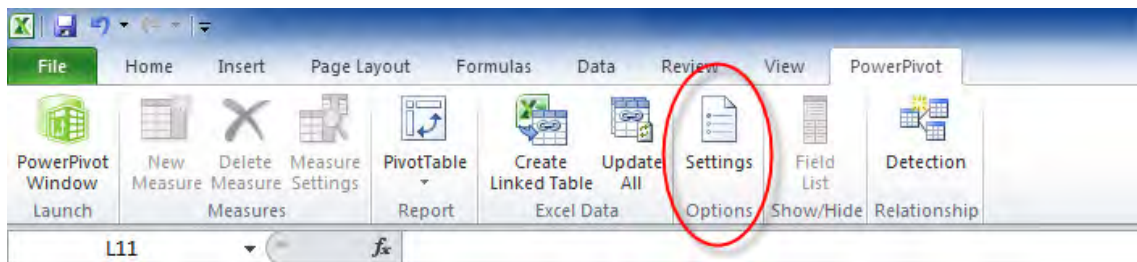 File Home Insert Page Layout Formulas Data Review View PowerPivot
PowerPivot Window New Measure Delete Measure Measure Settings PivotTable Create Linked Table Update All Settings Field List Detection
Launch Measures Report Excel Data Options Show/Hide Relationship
L11 fx